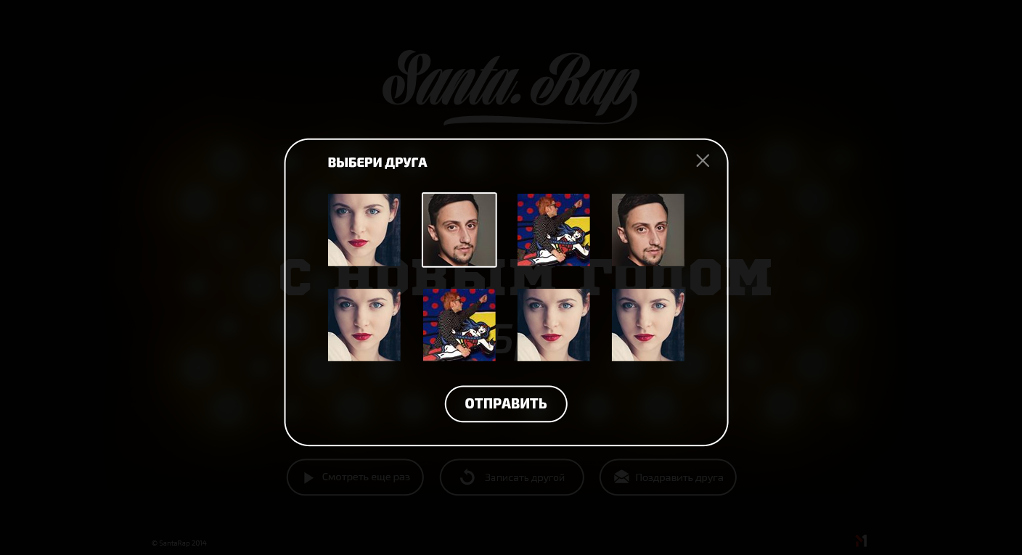 Santa.Rap
ВЫБЕРИ ДРУГА
С НОВЫМ ГОДОМ
ОТПРАВИТЬ
Смотреть еще раз
Записать другой
Поздравить друга
© SantaRap 2014